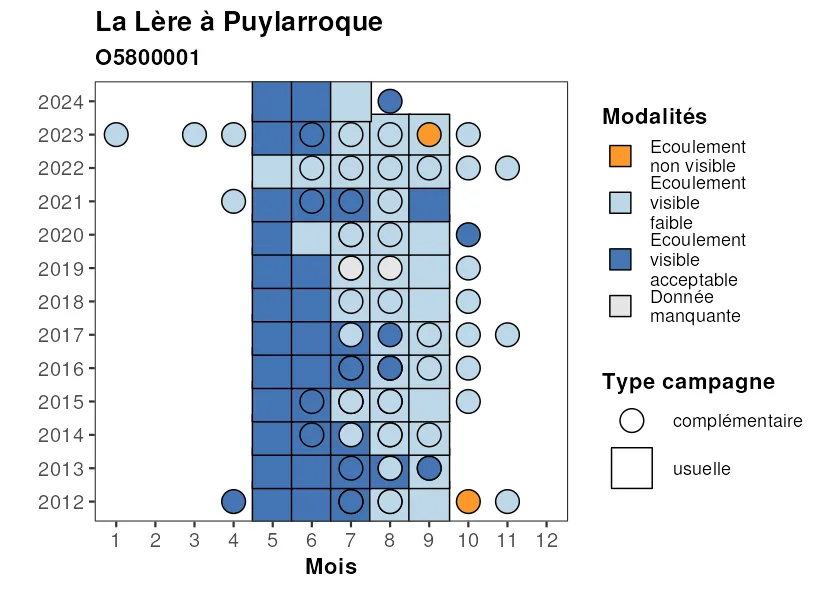 La Lère à Puylarroque
O5800001
2024
2023
2022
2021
2020
2019
2018
2017
2016
2015
2014
2013
2012
1 2 3 4 5 6 7 8 9 10 11 12
Mois
Modalités
Ecoulement
non visible
Ecoulement
visible
faible
Ecoulement
visible
acceptable
Donnée
manquante
Type campagne
complémentaire
usuelle